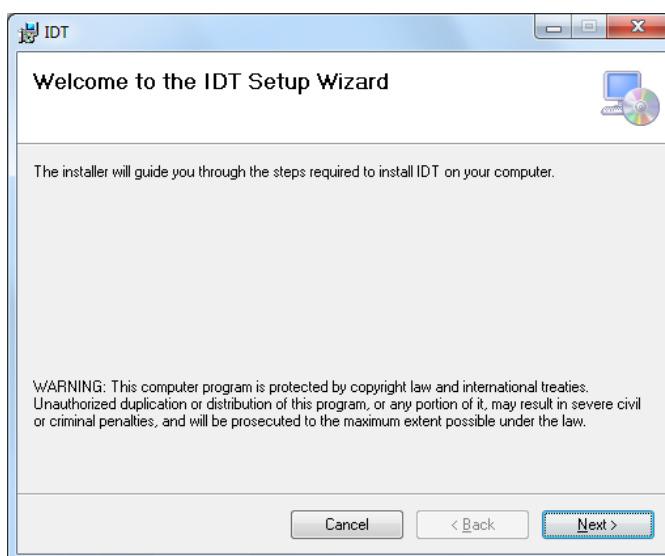 IDT
Welcome to the IDT Setup Wizard
The installer will guide you through the steps required to install IDT on your computer.
WARNING: This computer program is protected by copyright law and international treaties.
Unauthorized duplication or distribution of this program, or any portion of it, may result in severe civil
or criminal penalties, and will be prosecuted to the maximum extent possible under the law.
Cancel
< Back
Next >